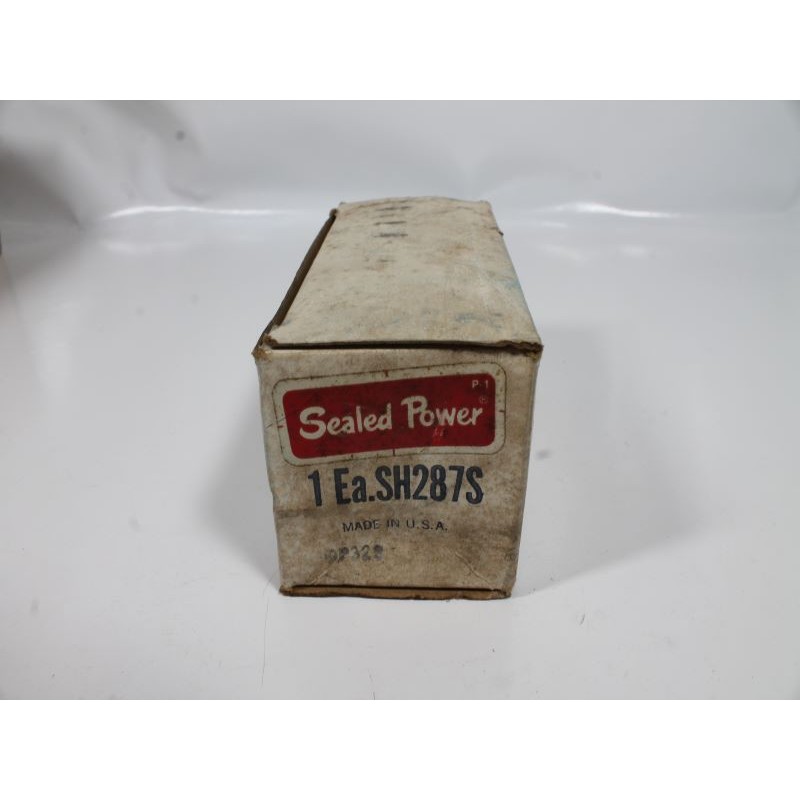 P-1
Sealed Power ®
1 Ea.SH287S
MADE IN U.S.A.